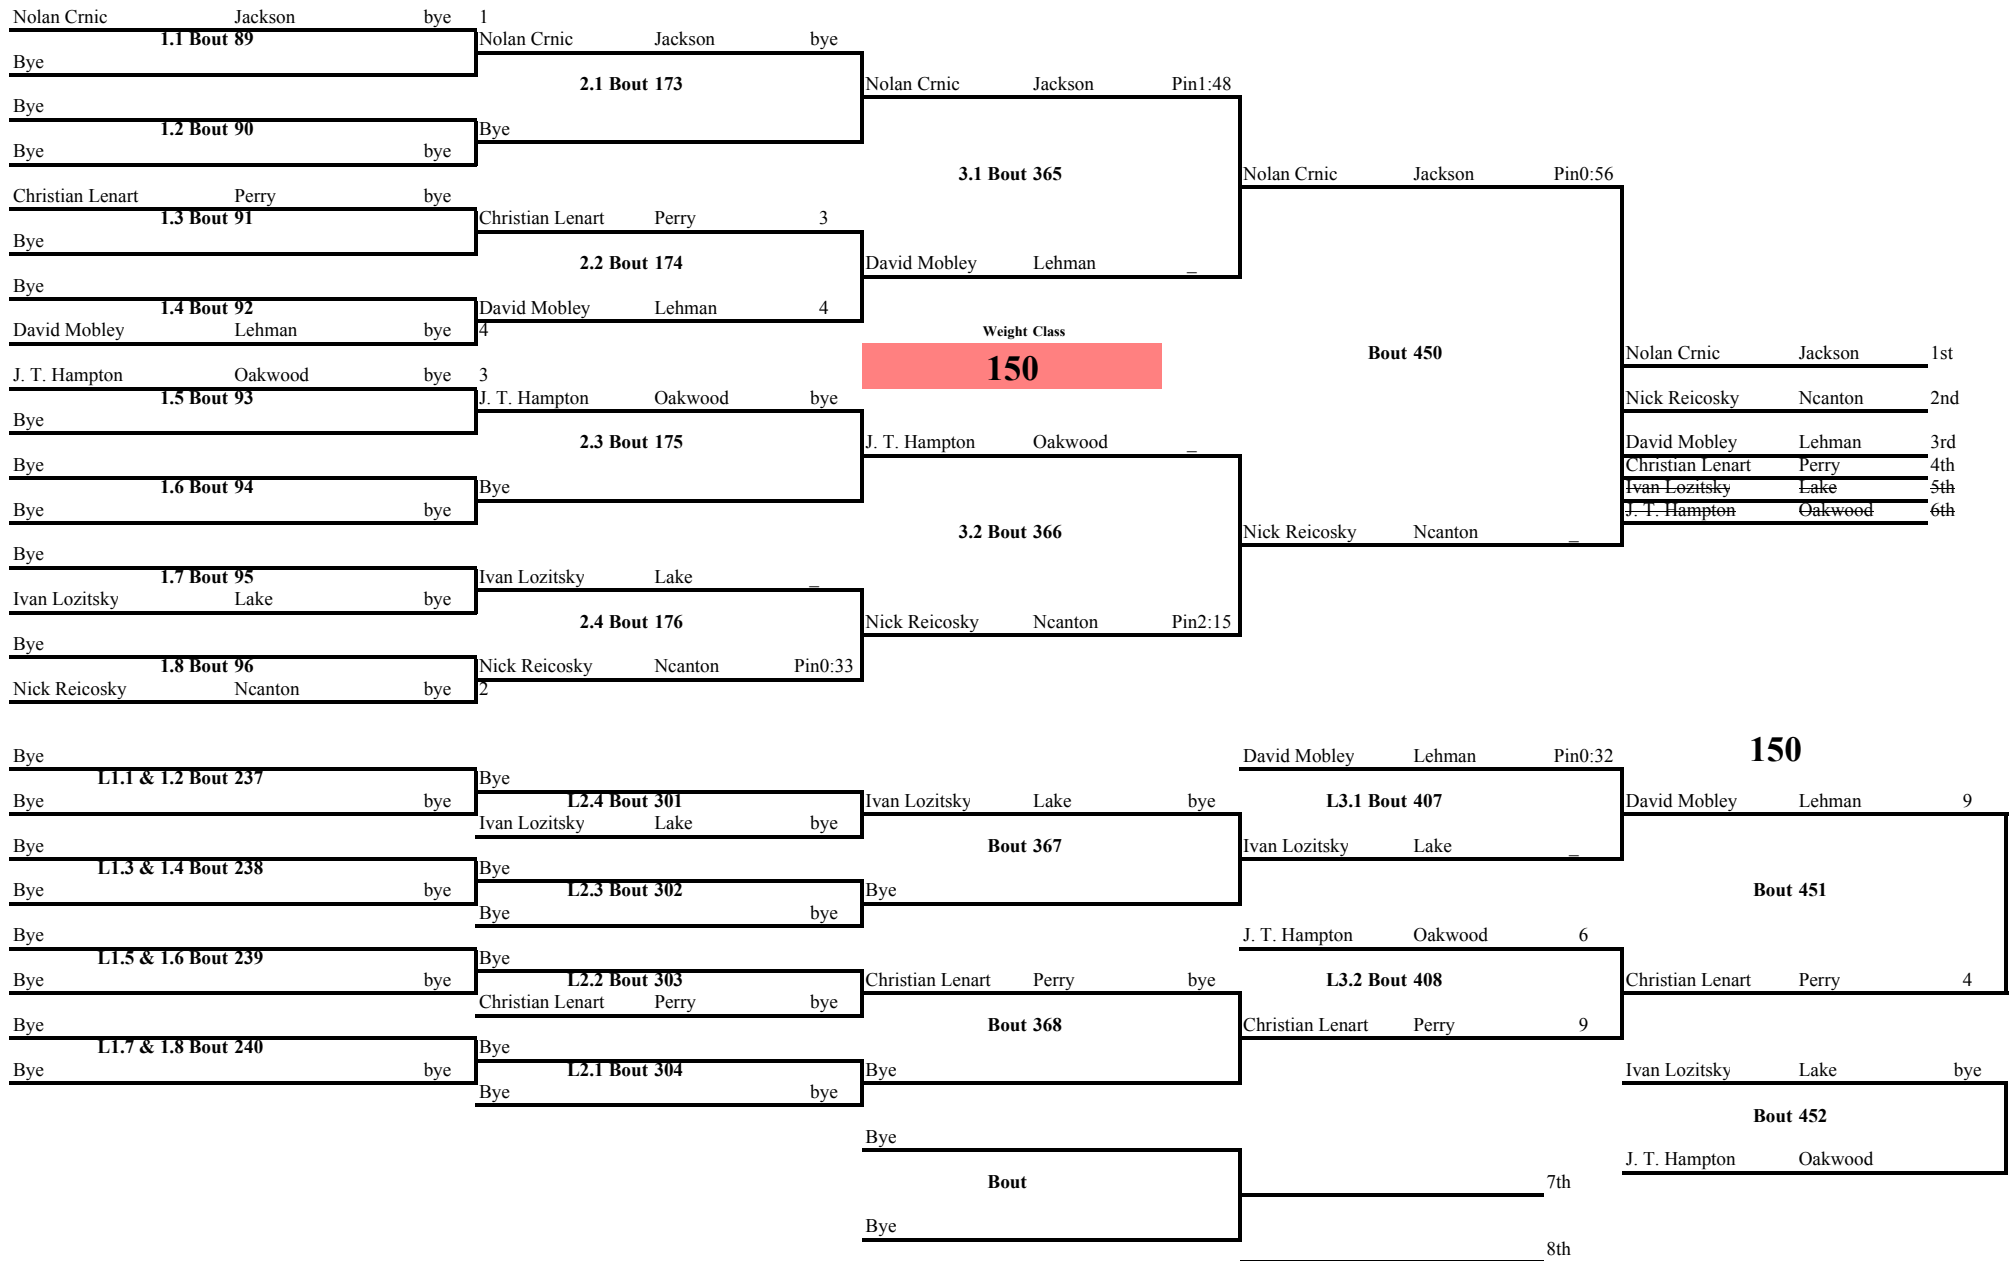 Nolan Crnic Jackson bye 1
1.1 Bout 89
Bye
Bye
1.2 Bout 90
Bye bye
Christian Lenart Perry bye
1.3 Bout 91
Bye
Bye
1.4 Bout 92
David Mobley Lehman bye 4
J. T. Hampton Oakwood bye 3
1.5 Bout 93
Bye
Bye
1.6 Bout 94
Bye bye
Bye
1.7 Bout 95
Ivan Lozitsky Lake bye
Bye
1.8 Bout 96
Nick Reicosky Ncanton bye 2
Nolan Crnic Jackson bye
2.1 Bout 173
Bye
Christian Lenart Perry 3
2.2 Bout 174
David Mobley Lehman 4
J. T. Hampton Oakwood bye
2.3 Bout 175
Bye
Ivan Lozitsky Lake _
2.4 Bout 176
Nick Reicosky Ncanton Pin0:33
Nolan Crnic Jackson Pin1:48
3.1 Bout 365
David Mobley Lehman _
Weight Class
150
J. T. Hampton Oakwood _
3.2 Bout 366
Nick Reicosky Ncanton Pin2:15
Nolan Crnic Jackson Pin0:56
Bout 450
Nick Reicosky Ncanton _
Nolan Crnic Jackson 1st
Nick Reicosky Ncanton 2nd
David Mobley Lehman 3rd
Christian Lenart Perry 4th
Ivan Lozitsky Lake 5th
J. T. Hampton Oakwood 6th
Bye
L1.1 & 1.2 Bout 237
Bye bye
Bye
L1.3 & 1.4 Bout 238
Bye bye
Bye
L1.5 & 1.6 Bout 239
Bye bye
Bye
L1.7 & 1.8 Bout 240
Bye bye
Bye
L2.4 Bout 301
Ivan Lozitsky Lake bye
Bye
L2.3 Bout 302
Bye bye
Bye
L2.2 Bout 303
Christian Lenart Perry bye
Bye
L2.1 Bout 304
Bye bye
Ivan Lozitsky Lake bye
Bout 367
Bye
Christian Lenart Perry bye
Bout 368
Bye
Bye
Bout
Bye
7th
8th
David Mobley Lehman Pin0:32
L3.1 Bout 407
Ivan Lozitsky Lake _
J. T. Hampton Oakwood 6
L3.2 Bout 408
Christian Lenart Perry 9
150
David Mobley Lehman 9
Bout 451
Christian Lenart Perry 4
Ivan Lozitsky Lake bye
Bout 452
J. T. Hampton Oakwood